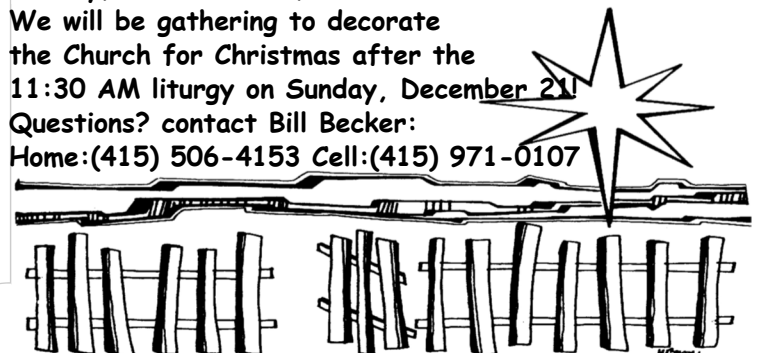 We will be gathering to decorate
the Church for Christmas after the
11:30 AM liturgy on Sunday, December 21!
Questions? contact Bill Becker:
Home:(415) 506-4153 Cell:(415) 971-0107